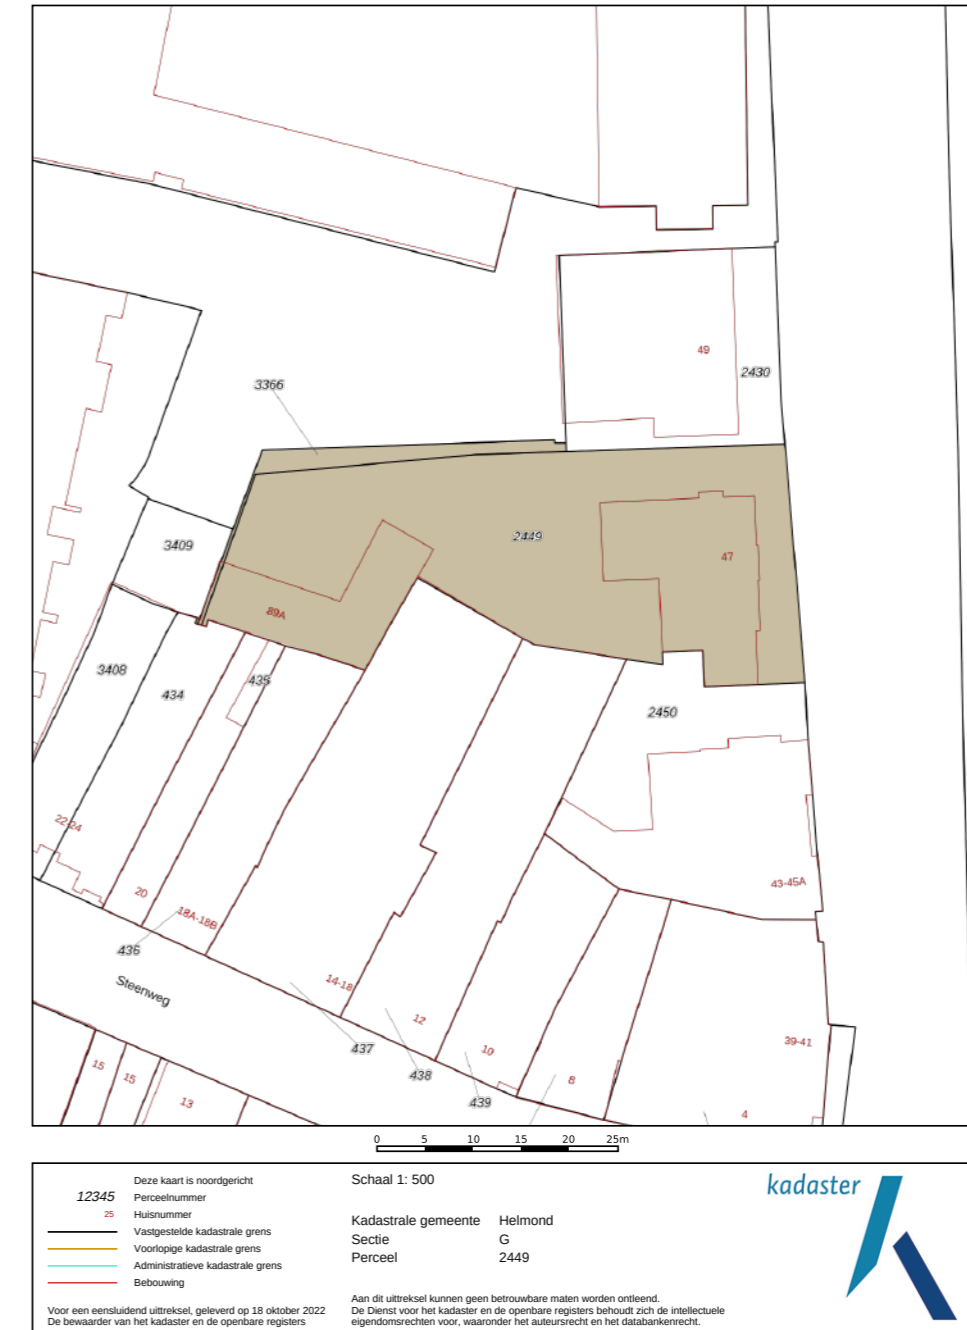 49
2430
3366
2449
3409
47
89A
3408
434
435
2450
22-24
20
18A-18B
43-45A
436
Steenweg
14-18
12
437
10
39-41
438
15
15
8
439
13
4
0 5 10 15 20 25m
Deze kaart is noordgericht
12345 Perceelnummer
25 Huisnummer
Vastgestelde kadastrale grens
Voorlopige kadastrale grens
Administratieve kadastrale grens
Bebouwing
Voor een eensluidend uittreksel, geleverd op 18 oktober 2022
De bewaarder van het kadaster en de openbare registers
Schaal 1: 500
Kadastrale gemeente Helmond
Sectie G
Perceel 2449
Aan dit uittreksel kunnen geen betrouwbare maten worden ontleend.
De Dienst voor het kadaster en de openbare registers behoudt zich de intellectuele
eigendomsrechten voor, waaronder het auteursrecht en het databankenrecht.
kadaster